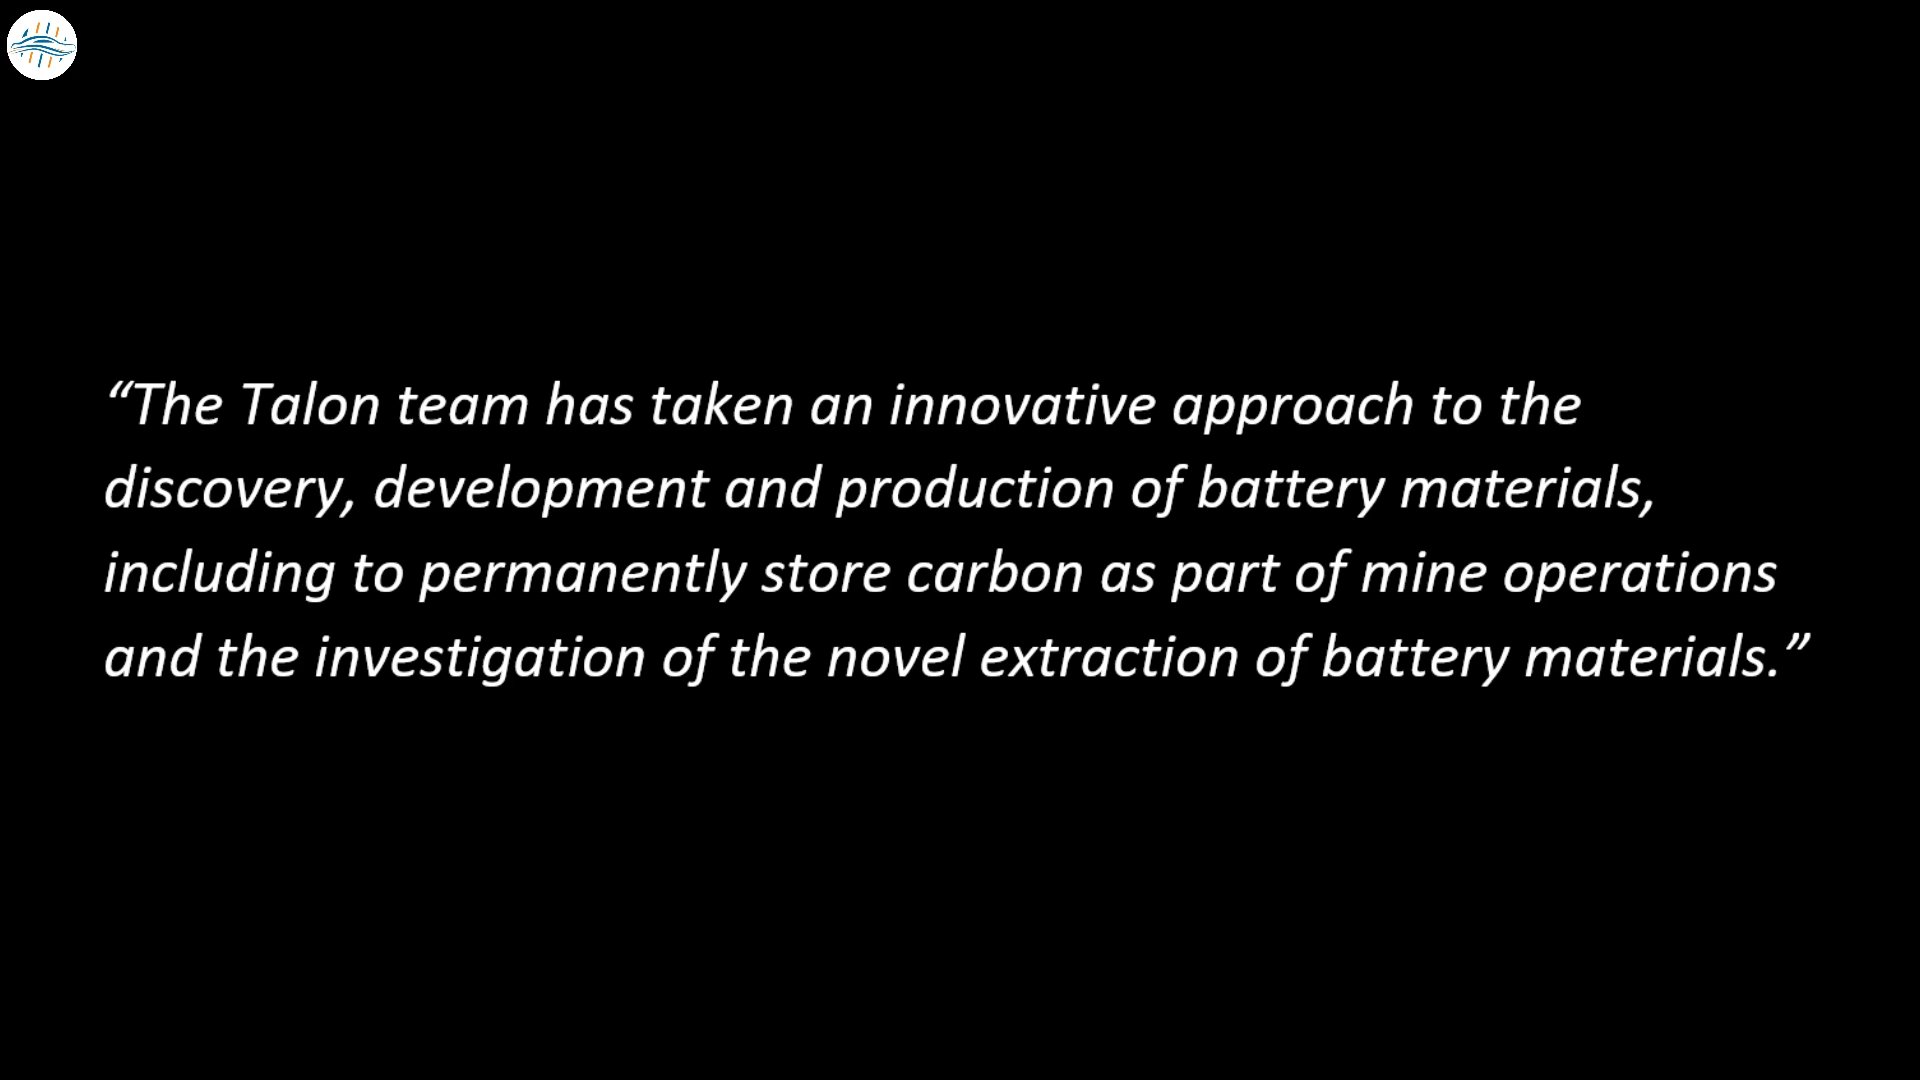 “The Talon team has taken an innovative approach to the
discovery, development and production of battery materials,
including to permanently store carbon as part of mine operations
and the investigation of the novel extraction of battery materials.”